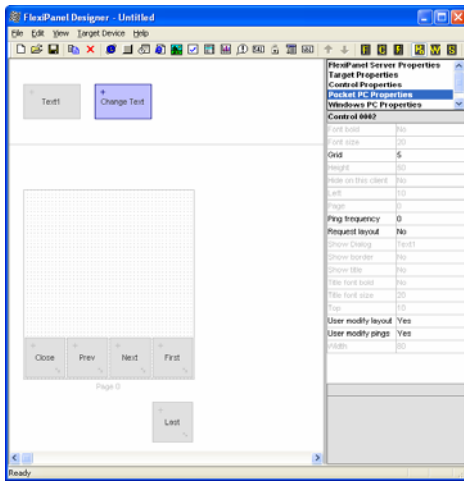 FlexiPanel Designer - Untitled
File Edit View Target Device Help
Text1
Change Text
Close
Prev
Next
First
Page 0
Last
FlexiPanel Server Properties
Target Properties
Control Properties
Pocket PC Properties
Windows PC Properties
Control 0002
Font bold No
Font size 20
Grid 5
Height 60
Hide on this client No
Left 10
Page 0
Ping frequency 0
Request layout No
Show Dialog Text1
Show border No
Show title No
Title font bold No
Title font size 20
Top 10
User modify layout Yes
User modify pings Yes
Width 80
Ready